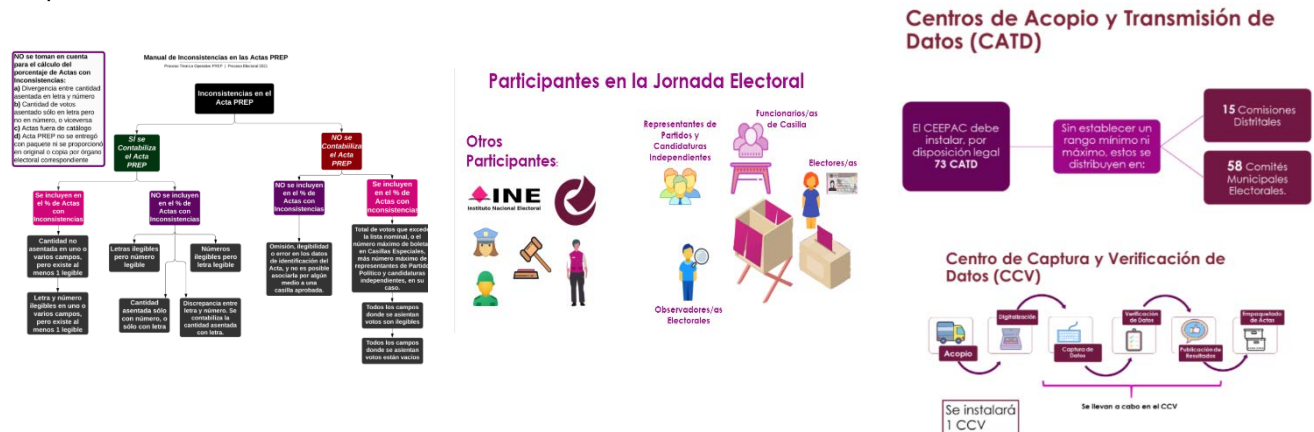 NO se toman en cuenta
para el cálculo del
porcentaje de Actas con
Inconsistencias:
a) Divergencia entre cantidad
asentada en letra y número
b) Cantidad de votos
asentado sólo en letra pero
no en número, o viceversa
c) Actas fuera de catálogo
d) Acta PREP no se entregó
con paquete ni se proporcionó
en original o copia por órgano
electoral correspondiente
Manual de Inconsistencias en las Actas PREP
Proceso Técnico Operativo PREP | Proceso Electoral 2021
Inconsistencias en el
Acta PREP
SÍ se
Contabiliza
el Acta
PREP
NO se
Contabiliza
el Acta
PREP
Se incluyen en
el % de Actas
con
Inconsistencias
NO se incluyen
en el % de
Actas con
Inconsistencias
NO se incluyen
en el % de
Actas con
Inconsistencias
Se incluyen
en el % de
Actas con
Inconsistencias
Cantidad no
asentada en uno o
varios campos,
pero existe al
menos 1 legible
Letra y número
ilegibles en uno o
varios campos,
pero existe al
menos 1 legible
Letras ilegibles
pero número
legible
Números
ilegibles pero
letra legible
Cantidad
asentada sólo
con número, o
sólo con letra
Discrepancia entre
letra y número. Se
contabiliza la
cantidad asentada
con letra.
Omisión, ilegibilidad
o error en los datos
de identificación del
Acta, y no es posible
asociarla por algún
medio a una
casilla aprobada.
Total de votos que excede
la lista nominal, o el
número máximo de boletas
en Casillas Especiales,
más número máximo de
representantes de Partido
Político y candidaturas
independientes, en su
caso.
Todos los campos
donde se asientan
votos son ilegibles
Todos los campos
donde se asientan
votos están vacíos
Participantes en la Jornada Electoral
Otros
Participantes:
INE
Instituto Nacional Electoral
Representantes de
Partidos y
Candidaturas
Independientes
Funcionarios/as
de Casilla
Electores/as
Observadores/as
Electorales
Centros de Acopio y Transmisión de
Datos (CATD)
El CEEPAC debe
instalar, por
disposición legal
73 CATD
Sin establecer un
rango mínimo ni
máximo, estos se
distribuyen en:
15 Comisiones
Distritales
58 Comités
Municipales
Electorales.
Centro de Captura y Verificación de
Datos (CCV)
Acopio
Digitalización
Captura de
Datos
Verificación
de Datos
Publicación de
Resultados
Empaquetado
de Actas
Se llevan a cabo en el CCV
Se instalará
1 CCV